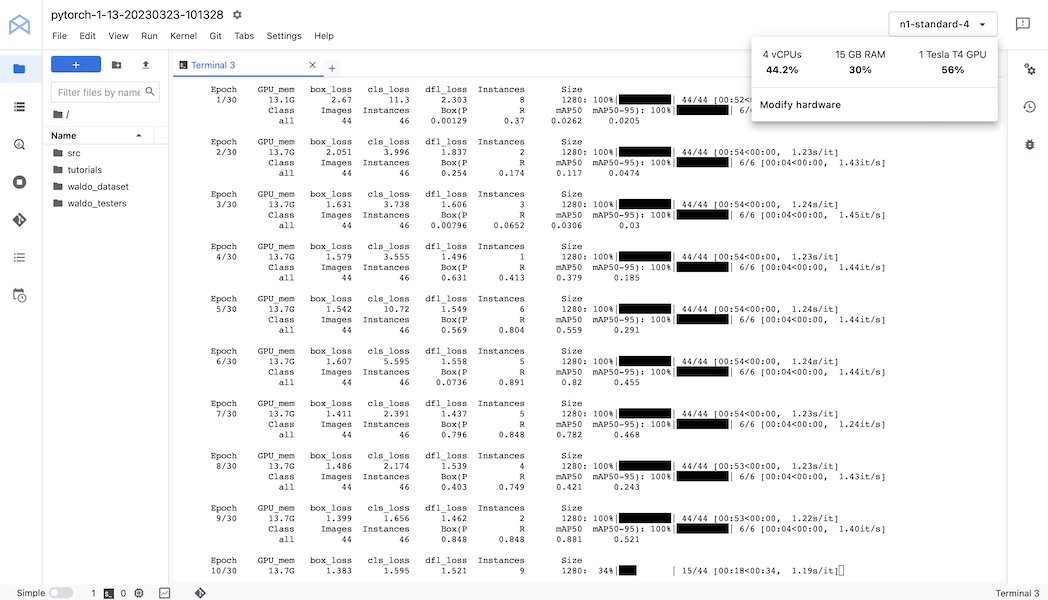 pytorch-1-13-20230323-101328
n1-standard-4
File Edit View Run Kernel Git Tabs Settings Help
4 vCPUs 15 GB RAM 1 Tesla T4 GPU
44.2% 30% 56%
Modify hardware
+
Filter files by name
/
Name
src
tutorials
waldo_dataset
waldo_testers
Terminal 3
Epoch GPU_mem box_loss cls_loss dfl_loss Instances Size
1/30 13.1G 2.67 11.3 2.303 8 1280: 100%| | 44/44 [00:52<
Class Images Instances Box(P R mAP50 mAP50-95): 100%| | 6/6
all 44 46 0.00129 0.37 0.0262 0.0205
Epoch GPU_mem box_loss cls_loss dfl_loss Instances Size
2/30 13.7G 2.051 3.996 1.837 2 1280: 100%| | 44/44 [00:54<00:00, 1.23s/it]
Class Images Instances Box(P R mAP50 mAP50-95): 100%| | 6/6 [00:04<00:00, 1.43it/s]
all 44 46 0.254 0.174 0.117 0.0474
Epoch GPU_mem box_loss cls_loss dfl_loss Instances Size
3/30 13.7G 1.631 3.738 1.606 3 1280: 100%| | 44/44 [00:54<00:00, 1.24s/it]
Class Images Instances Box(P R mAP50 mAP50-95): 100%| | 6/6 [00:04<00:00, 1.45it/s]
all 44 46 0.00796 0.0652 0.0306 0.03
Epoch GPU_mem box_loss cls_loss dfl_loss Instances Size
4/30 13.7G 1.579 3.555 1.496 1 1280: 100%| | 44/44 [00:54<00:00, 1.23s/it]
Class Images Instances Box(P R mAP50 mAP50-95): 100%| | 6/6 [00:04<00:00, 1.44it/s]
all 44 46 0.631 0.413 0.379 0.185
Epoch GPU_mem box_loss cls_loss dfl_loss Instances Size
5/30 13.7G 1.542 10.72 1.549 6 1280: 100%| | 44/44 [00:54<00:00, 1.24s/it]
Class Images Instances Box(P R mAP50 mAP50-95): 100%| | 6/6 [00:04<00:00, 1.44it/s]
all 44 46 0.569 0.804 0.559 0.291
Epoch GPU_mem box_loss cls_loss dfl_loss Instances Size
6/30 13.7G 1.607 5.595 1.558 5 1280: 100%| | 44/44 [00:54<00:00, 1.24s/it]
Class Images Instances Box(P R mAP50 mAP50-95): 100%| | 6/6 [00:04<00:00, 1.44it/s]
all 44 46 0.0736 0.891 0.82 0.455
Epoch GPU_mem box_loss cls_loss dfl_loss Instances Size
7/30 13.7G 1.411 2.391 1.437 5 1280: 100%| | 44/44 [00:54<00:00, 1.23s/it]
Class Images Instances Box(P R mAP50 mAP50-95): 100%| | 6/6 [00:04<00:00, 1.24it/s]
all 44 46 0.796 0.848 0.782 0.468
Epoch GPU_mem box_loss cls_loss dfl_loss Instances Size
8/30 13.7G 1.486 2.174 1.539 4 1280: 100%| | 44/44 [00:53<00:00, 1.23s/it]
Class Images Instances Box(P R mAP50 mAP50-95): 100%| | 6/6 [00:04<00:00, 1.43it/s]
all 44 46 0.403 0.749 0.421 0.243
Epoch GPU_mem box_loss cls_loss dfl_loss Instances Size
9/30 13.7G 1.399 1.656 1.462 2 1280: 100%| | 44/44 [00:53<00:00, 1.22s/it]
Class Images Instances Box(P R mAP50 mAP50-95): 100%| | 6/6 [00:04<00:00, 1.40it/s]
all 44 46 0.848 0.848 0.881 0.521
Epoch GPU_mem box_loss cls_loss dfl_loss Instances Size
10/30 13.7G 1.383 1.595 1.521 9 1280: 34%| | 15/44 [00:18<00:34, 1.19s/it]
Simple 1 0 Terminal 3